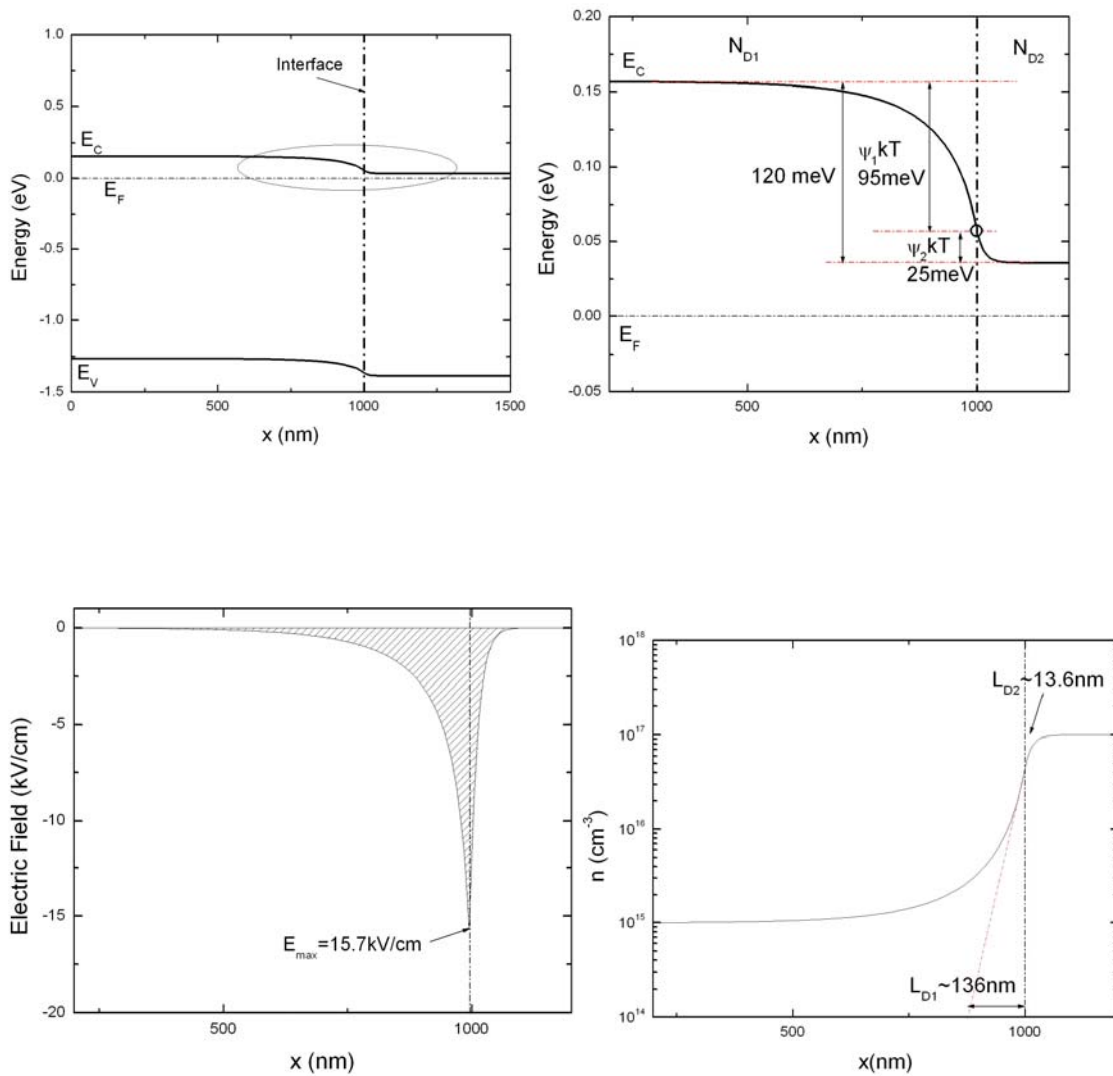 1.0
0.5
0.0
-0.5
-1.0
-1.5
Energy (eV)
Interface
E_C
E_F
E_V
0
500
1000
1500
x (nm)
0.20
0.15
0.10
0.05
0.00
-0.05
Energy (eV)
N_D1
N_D2
E_C
120 meV
ψ_1kT
95meV
ψ_2kT
25meV
E_F
500
1000
x (nm)
0
-5
-10
-15
-20
Electric Field (kV/cm)
E_max=15.7kV/cm
500
1000
x (nm)
10^18
10^17
10^16
10^15
10^14
n (cm^-3)
L_D2~13.6nm
L_D1~136nm
500
1000
x(nm)